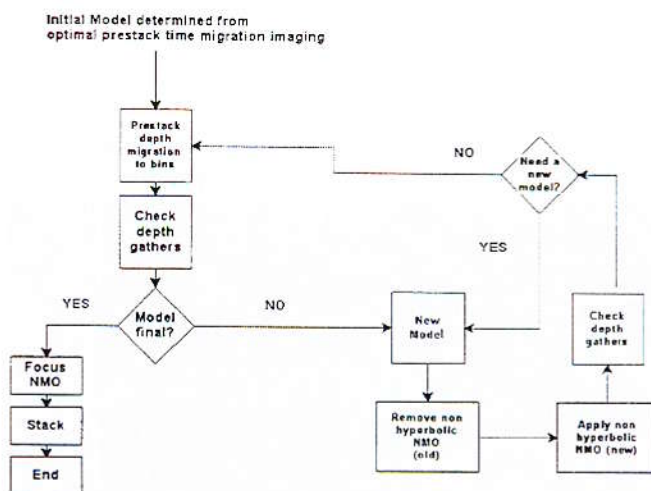 Initial Model determined from
optimal prestack time migration imaging
Prestack
depth
migration
to bins
NO
Need a
new
model?
Check
depth
gathers
YES
YES
Model
final?
NO
New
Model
Check
depth
gathers
Focus
NMO
Stack
End
Remove non
hyperbolic
NMO
(old)
Apply non
hyperbolic
NMO (new)